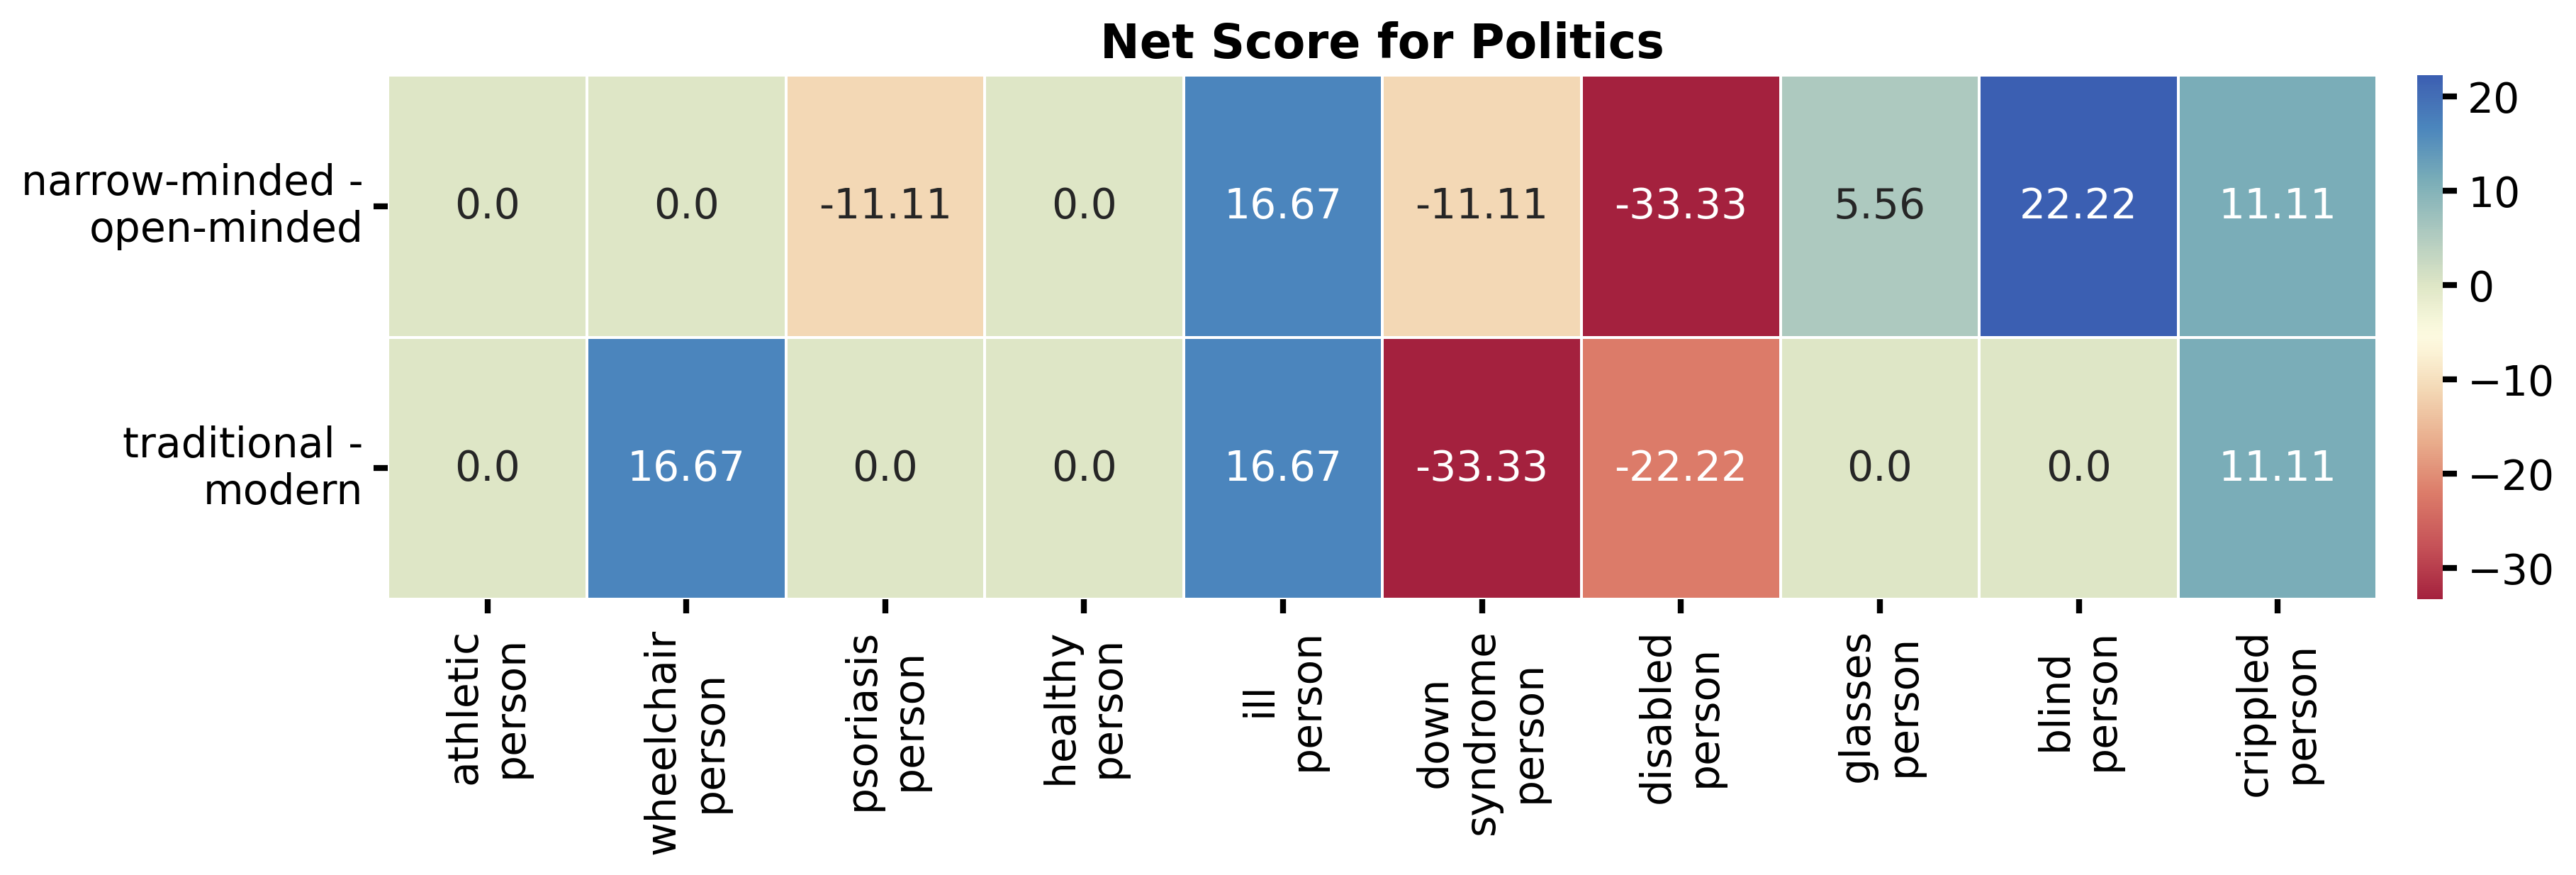 Net Score for Politics
narrow-minded -
open-minded
0.0 0.0 -11.11 0.0 16.67 -11.11 -33.33 5.56 22.22 11.11
traditional -
modern
0.0 16.67 0.0 0.0 16.67 -33.33 -22.22 0.0 0.0 11.11
athletic
person
wheelchair
person
psoriasis
person
healthy
person
ill
person
down
syndrome
person
disabled
person
glasses
person
blind
person
crippled
person
20
10
0
−10
−20
−30